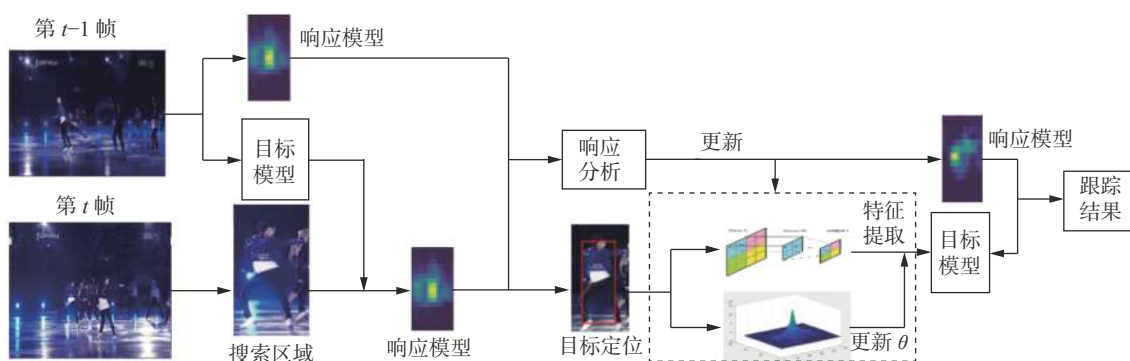 第 t−1 帧
响应模型
目标
模型
响应
分析
更新
响应模型
跟踪
结果
第 t 帧
特征
提取
目标
模型
更新 θ
搜索区域
响应模型
目标定位